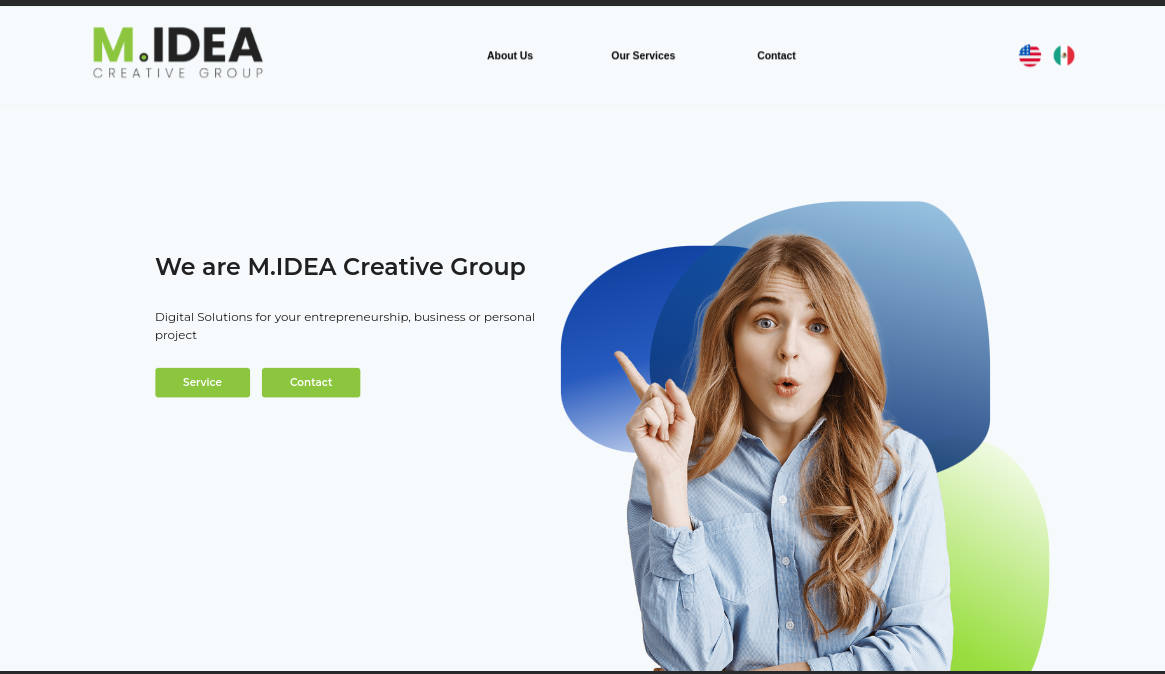 M.IDEA
CREATIVE GROUP
About Us
Our Services
Contact
We are M.IDEA Creative Group
Digital Solutions for your entrepreneurship, business or personal
project
Service
Contact